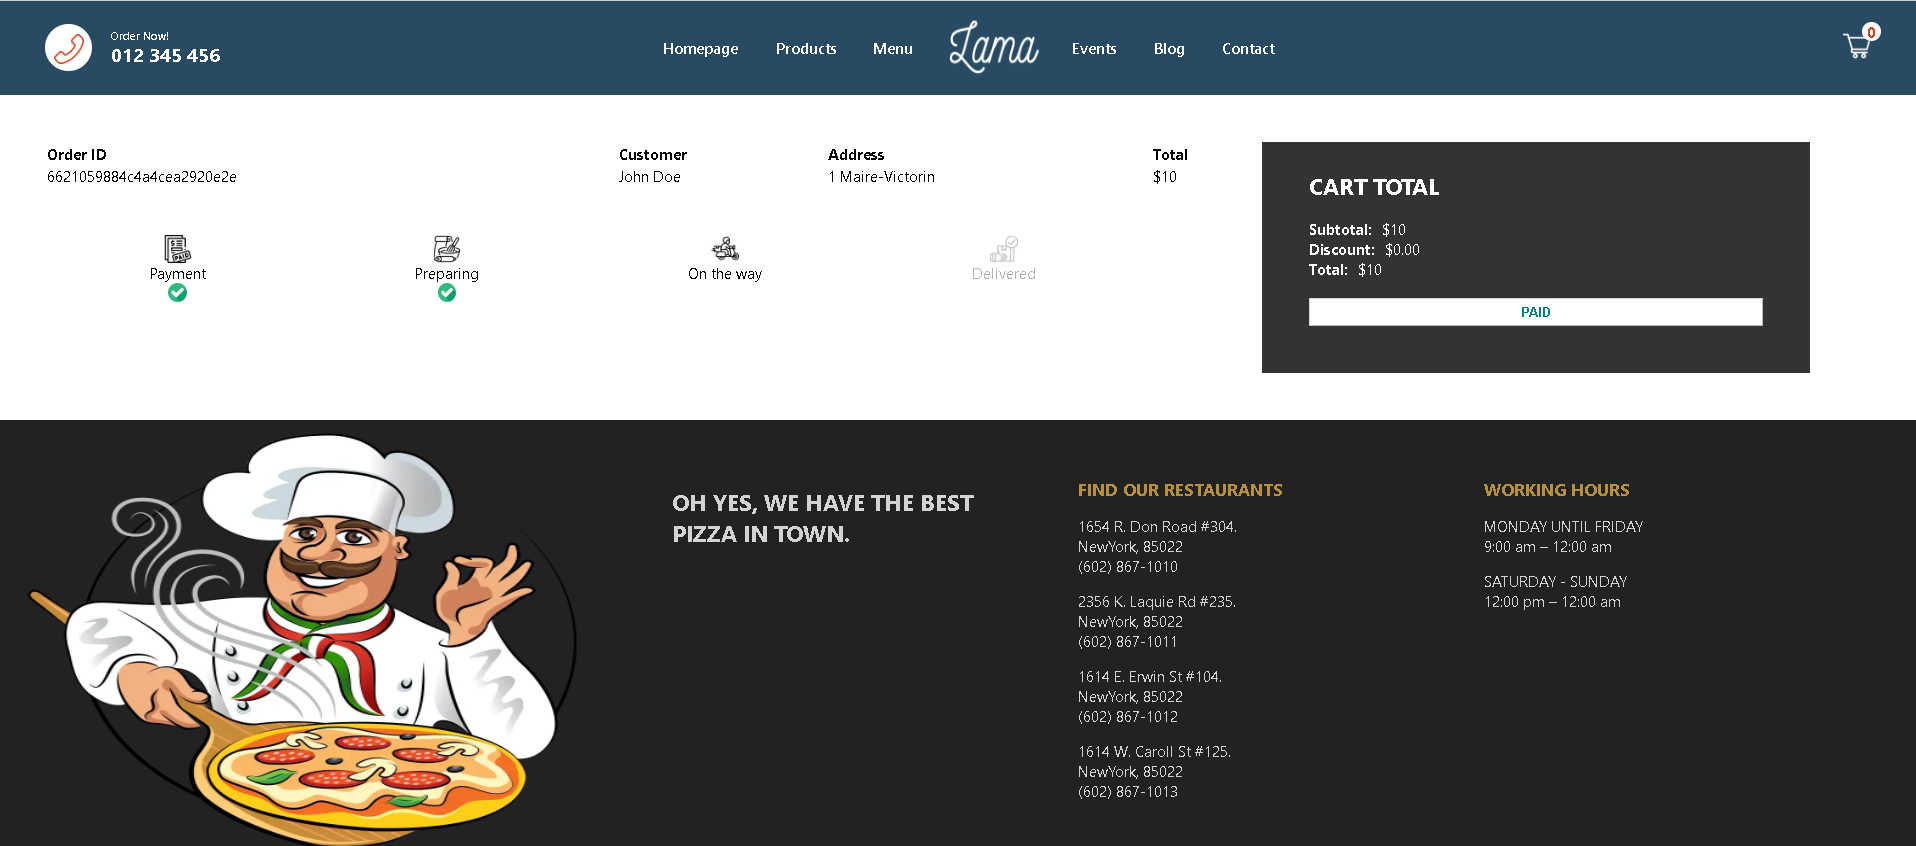 Order Now!
012 345 456
Homepage
Products
Menu
Lama
Events
Blog
Contact
0
Order ID
6621059884c4a4cea2920e2e
Customer
John Doe
Address
1 Maire-Victorin
Total
$10
Payment
Preparing
On the way
Delivered
CART TOTAL
Subtotal: $10
Discount: $0.00
Total: $10
PAID
OH YES, WE HAVE THE BEST
PIZZA IN TOWN.
FIND OUR RESTAURANTS
1654 R. Don Road #304.
NewYork, 85022
(602) 867-1010
2356 K. Laquie Rd #235.
NewYork, 85022
(602) 867-1011
1614 E. Erwin St #104.
NewYork, 85022
(602) 867-1012
1614 W. Caroll St #125.
NewYork, 85022
(602) 867-1013
WORKING HOURS
MONDAY UNTIL FRIDAY
9:00 am – 12:00 am
SATURDAY - SUNDAY
12:00 pm – 12:00 am